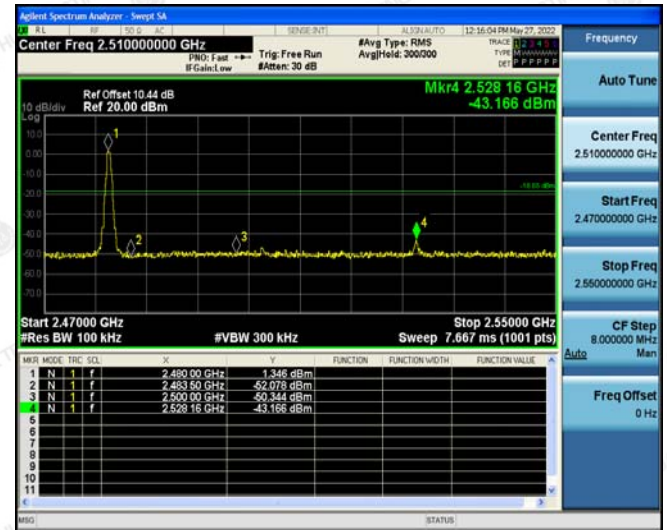 Agilent Spectrum Analyzer - Swept SA
RL RF 50 Ω AC SENSE:INT ALIGN AUTO 12:16:04 PM May 27, 2022
Center Freq 2.510000000 GHz
PNO: Fast
IFGain:Low
Trig: Free Run
#Atten: 30 dB
#Avg Type: RMS
Avg|Hold: 300/300
TRACE 1 2 3 4 5 6
TYPE M
DET P P P P P P
Ref Offset 10.44 dB
Ref 20.00 dBm
10 dB/div
Log
Mkr4 2.528 16 GHz
-43.166 dBm
10.0
0.00
-10.0
-20.0
-30.0
-40.0
-50.0
-60.0
-70.0
1
2
3
4
Start 2.47000 GHz
Stop 2.55000 GHz
#Res BW 100 kHz
#VBW 300 kHz
Sweep 7.667 ms (1001 pts)
MKR MODE TRC SCL X Y FUNCTION FUNCTION WIDTH FUNCTION VALUE
1 N 1 f 2.480 00 GHz 1.346 dBm
2 N 1 f 2.483 50 GHz -52.078 dBm
3 N 1 f 2.500 00 GHz -50.344 dBm
4 N 1 f 2.528 16 GHz -43.166 dBm
5
6
7
8
9
10
11
MSG
STATUS
Frequency
Auto Tune
Center Freq
2.510000000 GHz
Start Freq
2.470000000 GHz
Stop Freq
2.550000000 GHz
CF Step
8.000000 MHz
Auto Man
Freq Offset
0 Hz